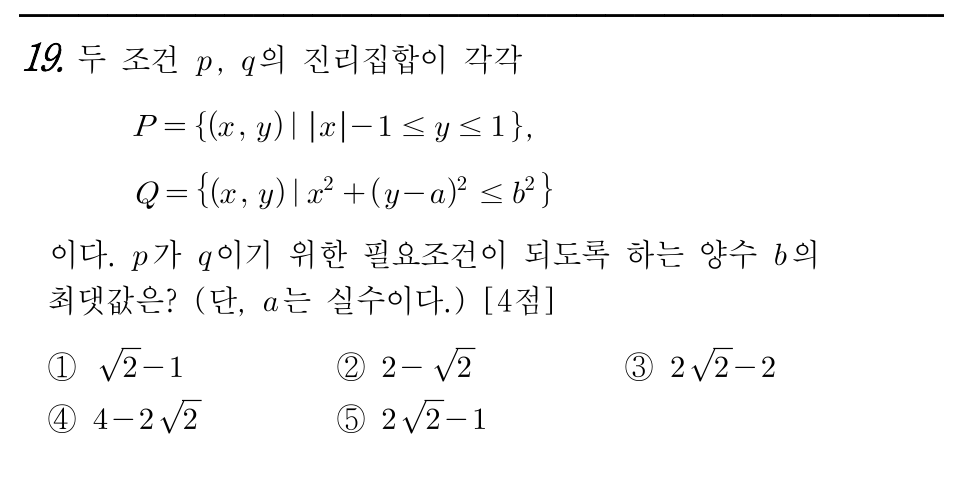 19. 두 조건 p, q의 진리집합이 각각
P={(x, y)| |x|-1≤y≤1},
Q={(x, y)|x²+(y-a)²≤b²}
이다. p가 q이기 위한 필요조건이 되도록 하는 양수 b의
최댓값은? (단, a는 실수이다.) [4점]
① √2-1 ② 2-√2 ③ 2√2-2
④ 4-2√2 ⑤ 2√2-1